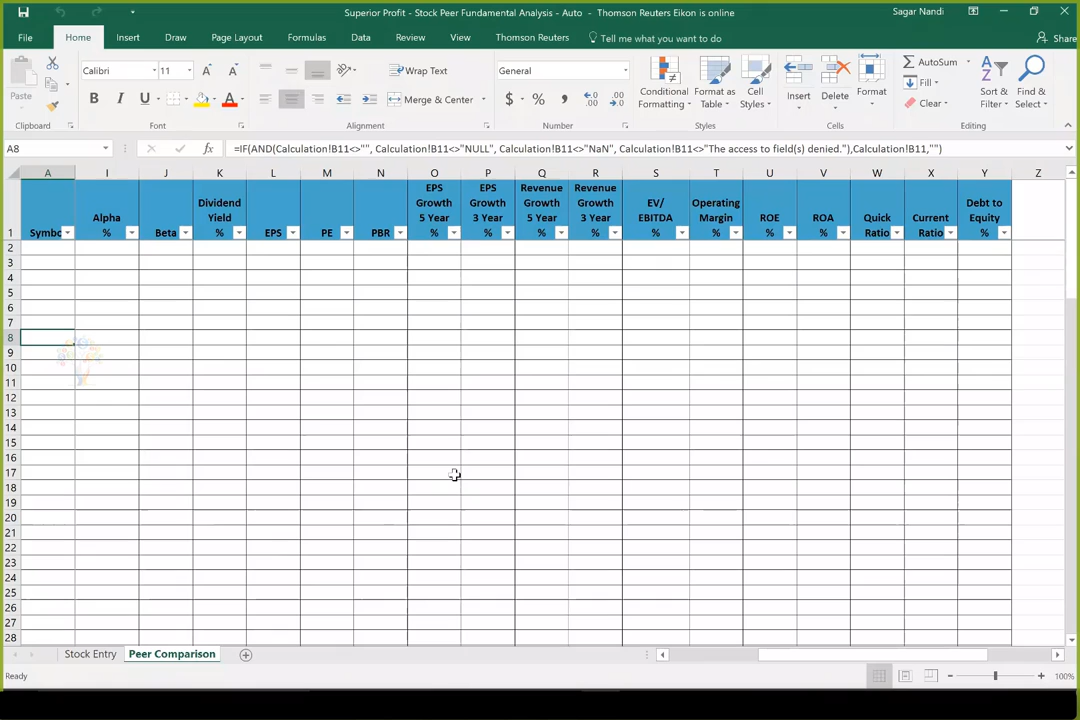 Superior Profit - Stock Peer Fundamental Analysis - Auto - Thomson Reuters Eikon is online
Sagar Nandi
File Home Insert Draw Page Layout Formulas Data Review View Thomson Reuters Tell me what you want to do Share
Paste
Calibri 11
B I U A
Wrap Text
Merge & Center
General
$ % ,
Conditional Formatting
Format as Table
Cell Styles
Insert
Delete
Format
AutoSum
Fill
Clear
Sort & Filter
Find & Select
Clipboard Font Alignment Number Styles Cells Editing
A8 fx =IF(AND(Calculation!B11<>"", Calculation!B11<>"NULL", Calculation!B11<>"NaN", Calculation!B11<>"The access to field(s) denied."),Calculation!B11,"")
A I J K L M N O P Q R S T U V W X Y Z
1
Symbo
Alpha %
Beta
Dividend Yield %
EPS
PE
PBR
EPS Growth 5 Year %
EPS Growth 3 Year %
Revenue Growth 5 Year %
Revenue Growth 3 Year %
EV/ EBITDA %
Operating Margin %
ROE %
ROA %
Quick Ratio
Current Ratio
Debt to Equity %
2
3
4
5
6
7
8
9
10
11
12
13
14
15
16
17
18
19
20
21
22
23
24
25
26
27
28
Stock Entry Peer Comparison
Ready 100%